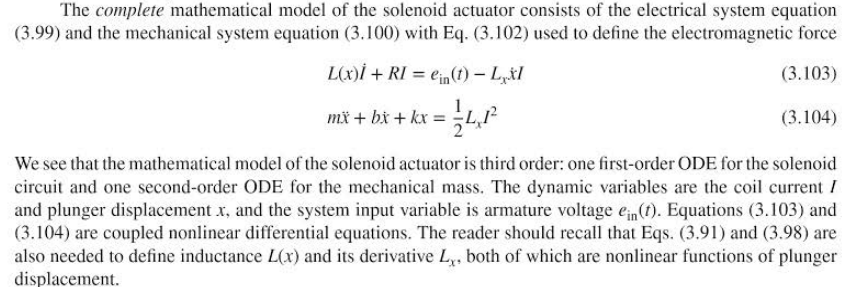 The complete mathematical model of the solenoid actuator consists of the electrical system equation
(3.99) and the mechanical system equation (3.100) with Eq. (3.102) used to define the electromagnetic force
L(x)İ + RI = e_in(t) − L_xẋI (3.103)
mẍ + bẋ + kx = 1/2 L_xI² (3.104)
We see that the mathematical model of the solenoid actuator is third order: one first-order ODE for the solenoid
circuit and one second-order ODE for the mechanical mass. The dynamic variables are the coil current I
and plunger displacement x, and the system input variable is armature voltage e_in(t). Equations (3.103) and
(3.104) are coupled nonlinear differential equations. The reader should recall that Eqs. (3.91) and (3.98) are
also needed to define inductance L(x) and its derivative L_x, both of which are nonlinear functions of plunger
displacement.